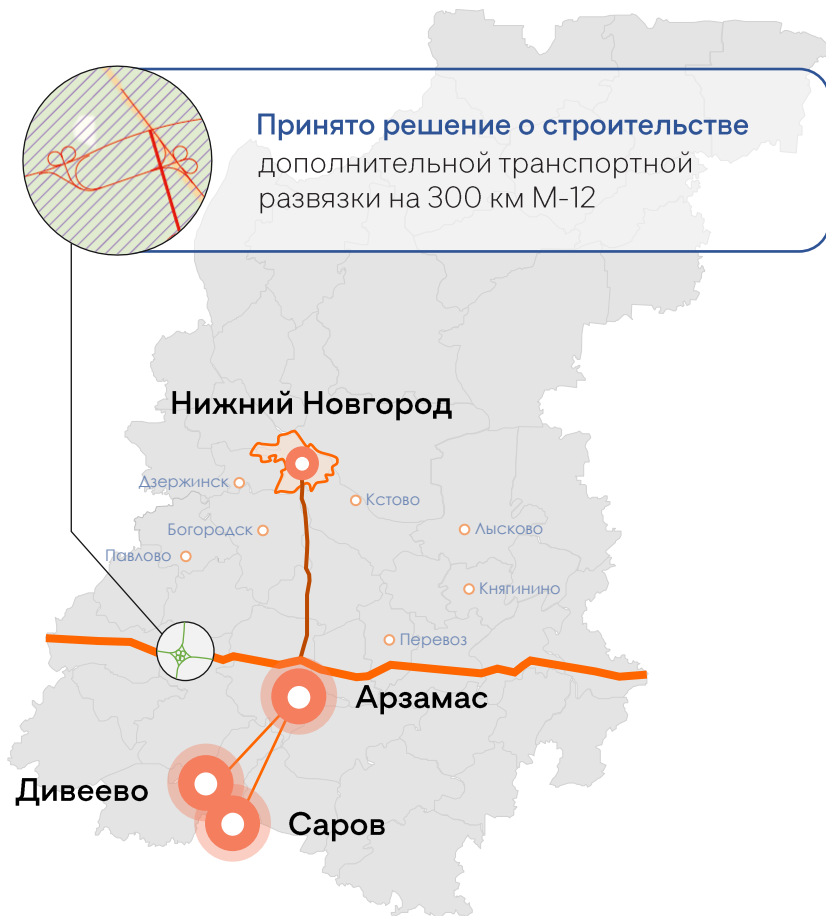 Принято решение о строительстве
дополнительной транспортной
развязки на 300 км М-12
Нижний Новгород
Дзержинск
Кстово
Богородск
Лысково
Павлово
Княгинино
Перевоз
Арзамас
Дивеево
Саров